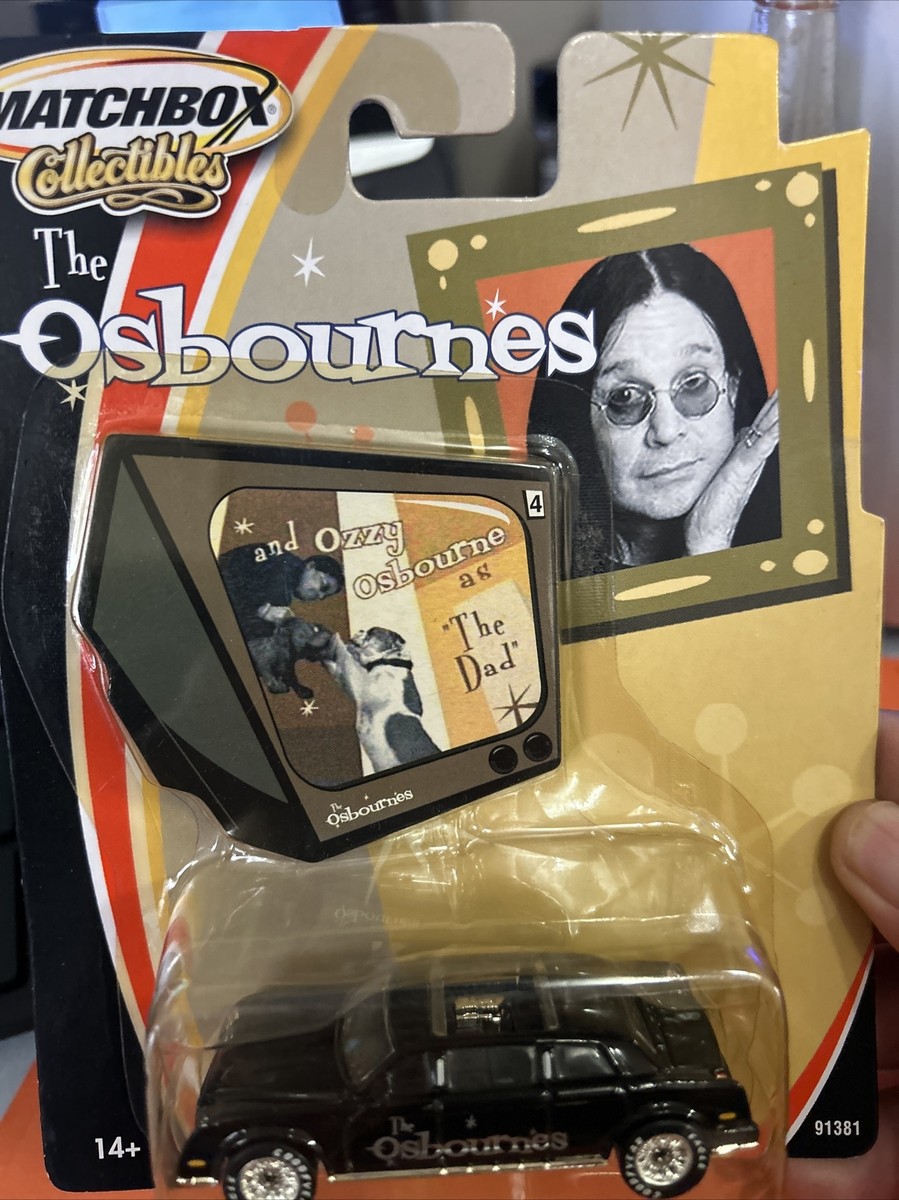 MATCHBOX®
Collectibles
The
Osbournes
4
and Ozzy
Osbourne
as
"The
Dad"
The
Osbournes
The
Osbournes
14+
91381